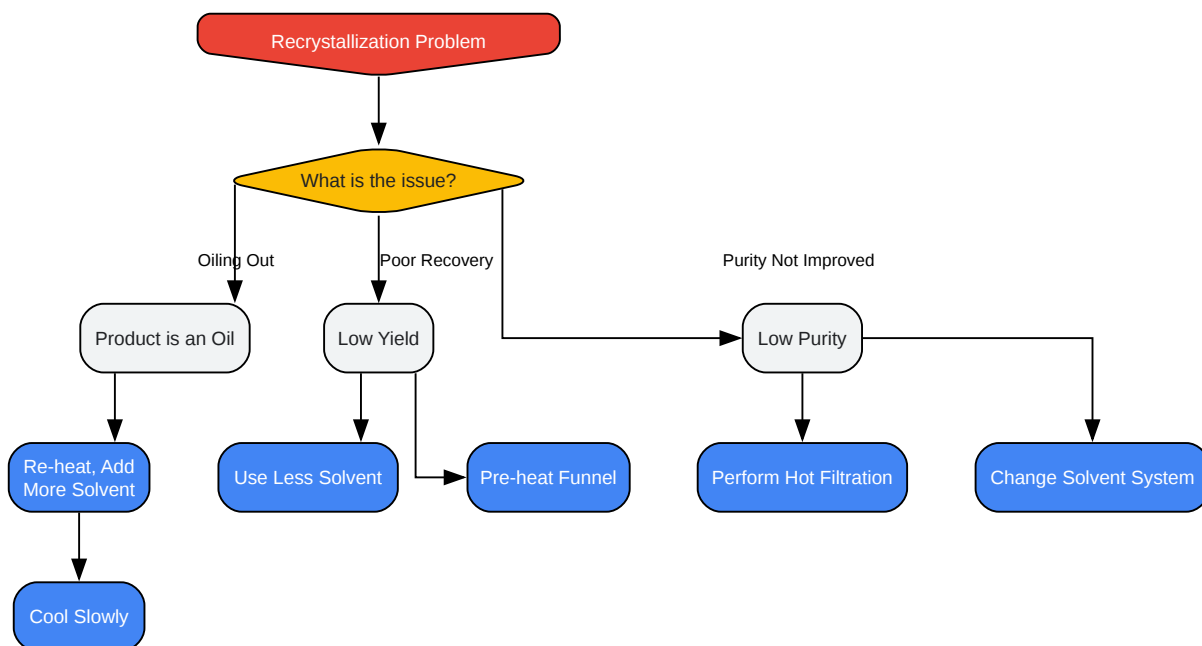 Recrystallization Problem
What is the issue?
Oiling Out
Poor Recovery
Purity Not Improved
Product is an Oil
Low Yield
Low Purity
Re-heat, Add
More Solvent
Use Less Solvent
Pre-heat Funnel
Perform Hot Filtration
Change Solvent System
Cool Slowly